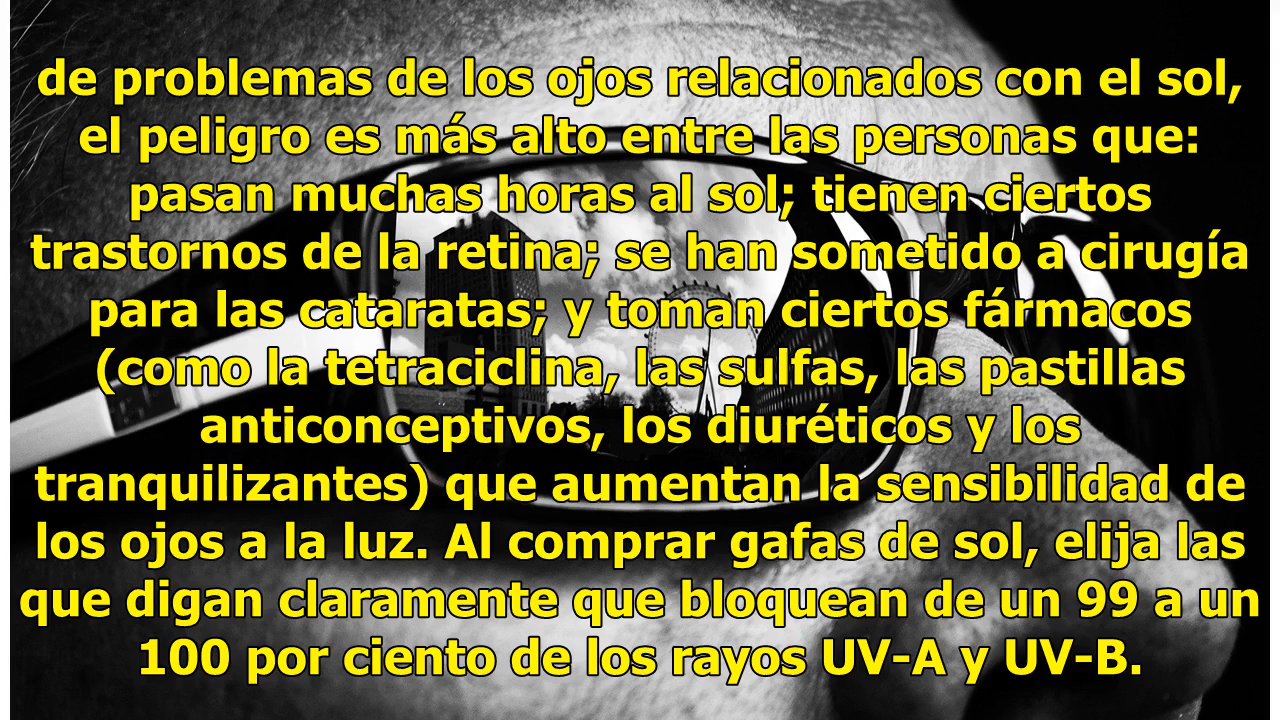 de problemas de los ojos relacionados con el sol,
el peligro es más alto entre las personas que:
pasan muchas horas al sol; tienen ciertos
trastornos de la retina; se han sometido a cirugía
para las cataratas; y toman ciertos fármacos
(como la tetraciclina, las sulfas, las pastillas
anticonceptivos, los diuréticos y los
tranquilizantes) que aumentan la sensibilidad de
los ojos a la luz. Al comprar gafas de sol, elija las
que digan claramente que bloquean de un 99 a un
100 por ciento de los rayos UV-A y UV-B.